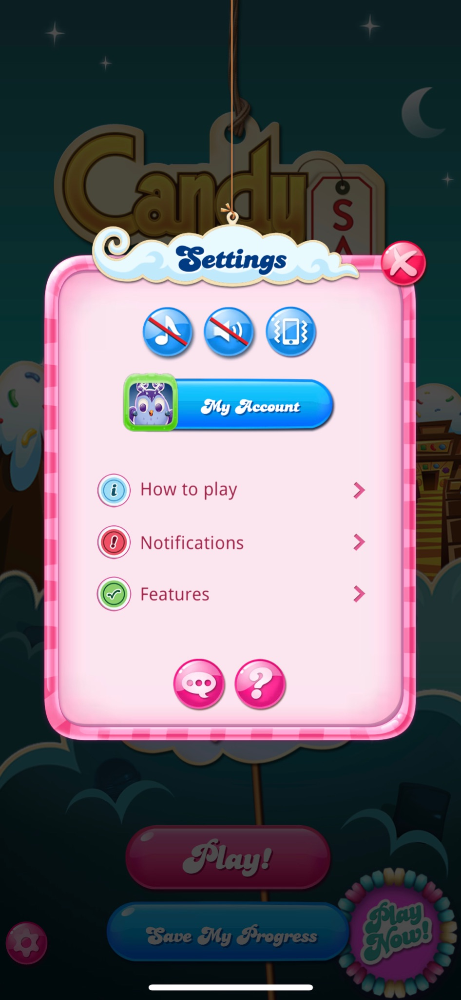 Candy
S
A
Settings
My Account
How to play
Notifications
Features
Play!
Save My Progress
Play
Now!